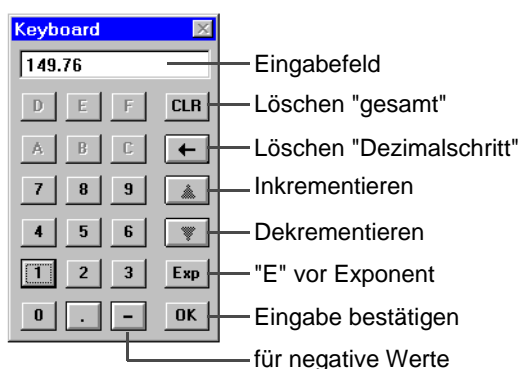 Keyboard
149.76 Eingabefeld
D E F CLR Löschen "gesamt"
A B C ← Löschen "Dezimalschritt"
7 8 9 Inkrementieren
4 5 6 Dekrementieren
1 2 3 Exp "E" vor Exponent
0 . - OK Eingabe bestätigen
für negative Werte